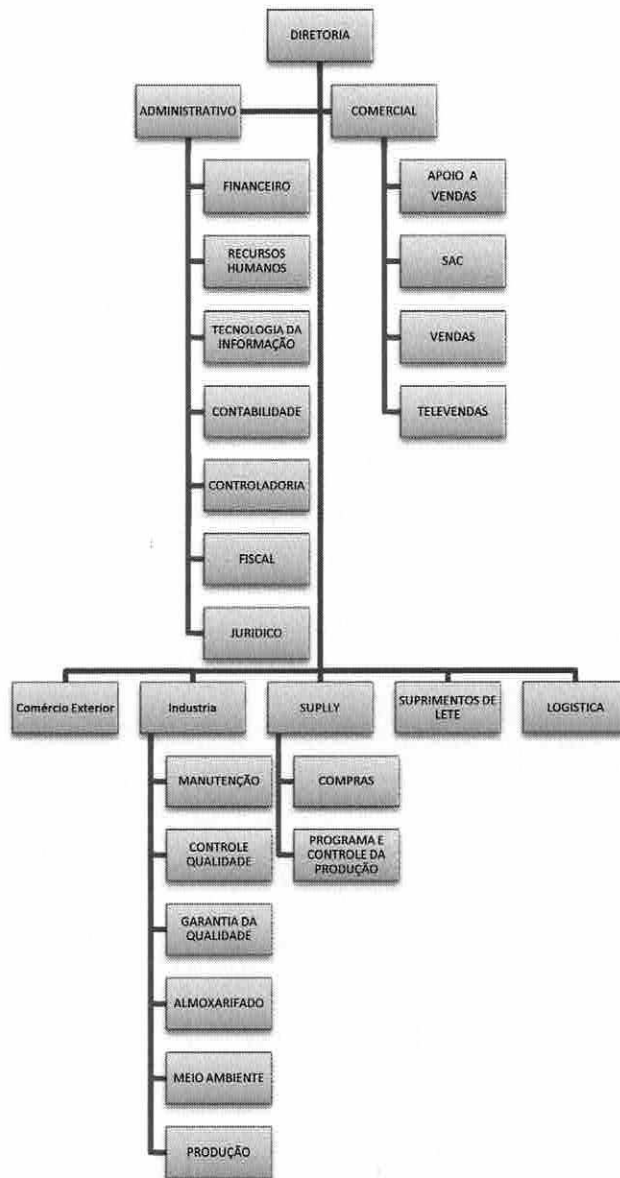 DIRETORIA
ADMINISTRATIVO
COMERCIAL
FINANCEIRO
RECURSOS
HUMANOS
TECNOLOGIA DA
INFORMAÇÃO
CONTABILIDADE
CONTROLADORIA
FISCAL
JURIDICO
APOIO A
VENDAS
SAC
VENDAS
TELEVENDAS
Comércio Exterior
Industria
SUPLLY
SUPRIMENTOS DE
LETE
LOGISTICA
MANUTENÇÃO
CONTROLE
QUALIDADE
GARANTIA DA
QUALIDADE
ALMOXARIFADO
MEIO AMBIENTE
PRODUÇÃO
COMPRAS
PROGRAMA E
CONTROLE DA
PRODUÇÃO